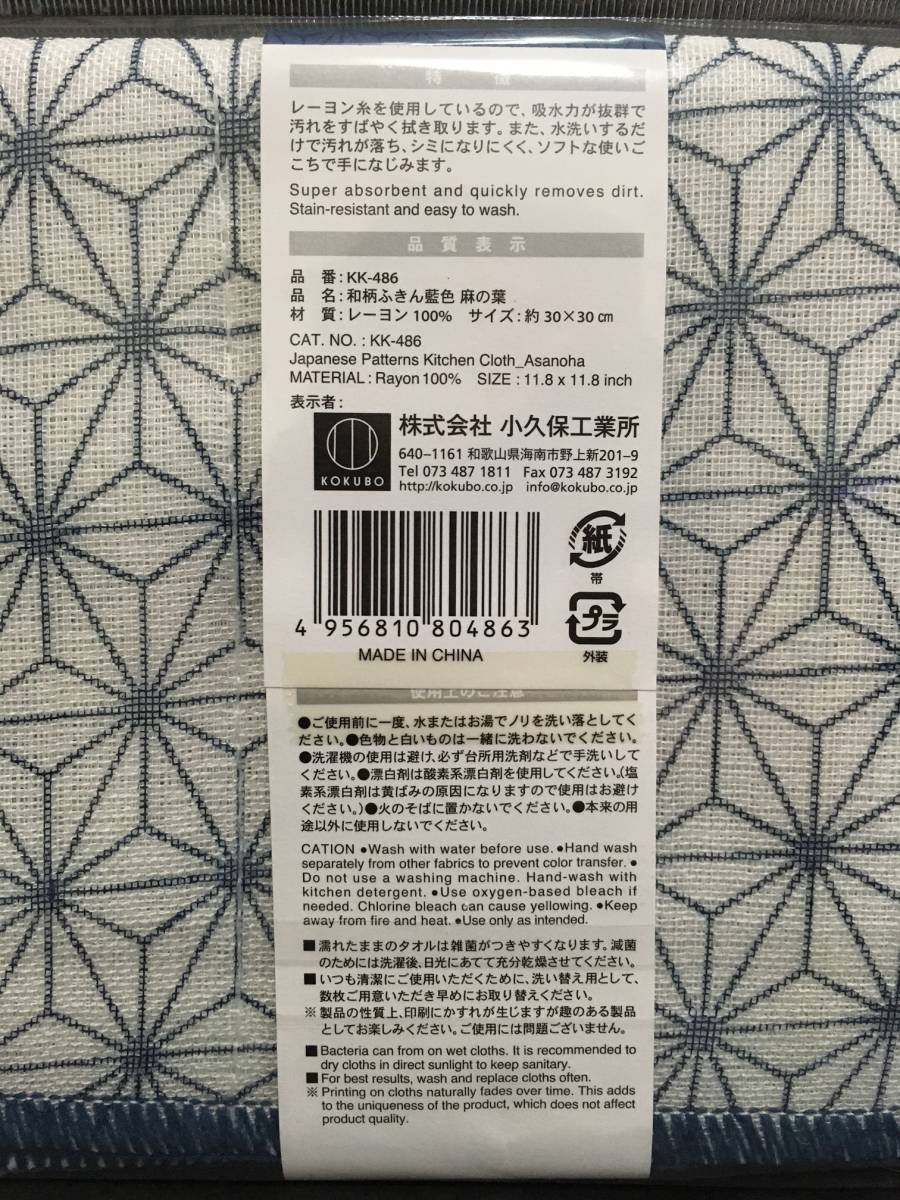 特　徴
レーヨン糸を使用しているので、吸水力が抜群で
汚れをすばやく拭き取ります。また、水洗いするだ
けで汚れが落ち、シミになりにくく、ソフトな使いご
こちで手になじみます。
Super absorbent and quickly removes dirt.
Stain-resistant and easy to wash.
品質表示
品　番：KK-486
品　名：和柄ふきん藍色 麻の葉
材　質：レーヨン 100%　サイズ：約 30×30 ㎝
CAT. NO. : KK-486
Japanese Patterns Kitchen Cloth_Asanoha
MATERIAL : Rayon 100%　SIZE : 11.8 x 11.8 inch
表示者：
KOKUBO
株式会社 小久保工業所
640-1161 和歌山県海南市野上新201-9
Tel 073 487 1811　Fax 073 487 3192
http://kokubo.co.jp　info@kokubo.co.jp
紙
帯
プラ
外装
4 956810 804863
MADE IN CHINA
使用上のご注意
●ご使用前に一度、水またはお湯でノリを洗い落としてく
ださい。●色物と白いものは一緒に洗わないでください。
●洗濯機の使用は避け、必ず台所用洗剤などで手洗いして
ください。●漂白剤は酸素系漂白剤を使用してください。（塩
素系漂白剤は黄ばみの原因になりますので使用はお避け
ください。）●火のそばに置かないでください。●本来の用
途以外に使用しないでください。
CATION ●Wash with water before use. ●Hand wash
separately from other fabrics to prevent color transfer. ●
Do not use a washing machine. Hand-wash with
kitchen detergent. ●Use oxygen-based bleach if
needed. Chlorine bleach can cause yellowing. ●Keep
away from fire and heat. ●Use only as intended.
■濡れたままのタオルは雑菌がつきやすくなります。減菌
のためには洗濯後、日光にあてて充分乾燥させてください。
■いつも清潔にご使用いただくために、洗い替え用として、
数枚ご用意いただき早めにお取り替えください。
※製品の性質上、印刷にかすれが生じますが趣のある製品
としてお楽しみください。ご使用には問題ございません。
■ Bacteria can from on wet cloths. It is recommended to
dry cloths in direct sunlight to keep sanitary.
■ For best results, wash and replace cloths often.
※ Printing on cloths naturally fades over time. This adds
to the uniqueness of the product, which does not affect
product quality.